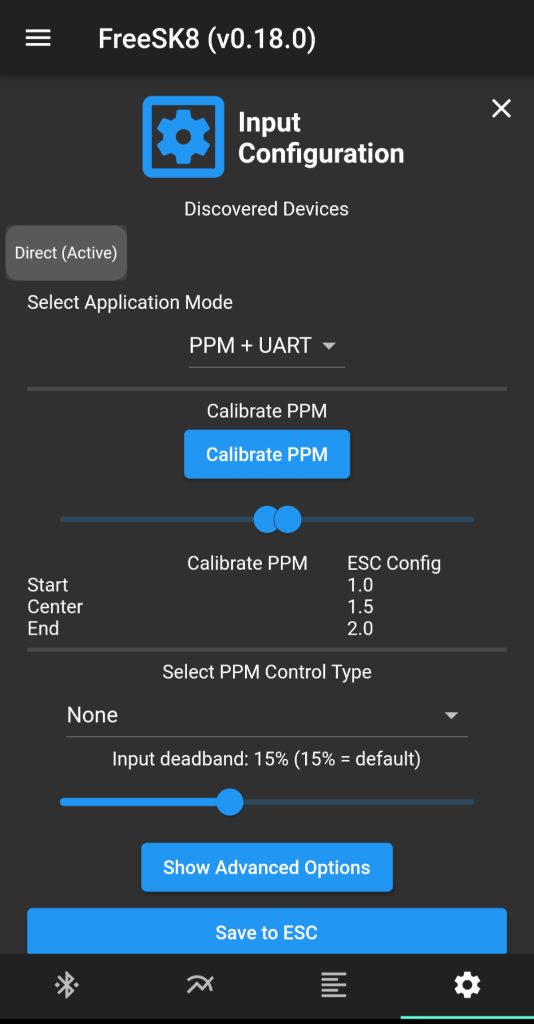 FreeSK8 (v0.18.0)
Input
Configuration
Discovered Devices
Direct (Active)
Select Application Mode
PPM + UART
Calibrate PPM
Calibrate PPM
Calibrate PPM ESC Config
Start 1.0
Center 1.5
End 2.0
Select PPM Control Type
None
Input deadband: 15% (15% = default)
Show Advanced Options
Save to ESC